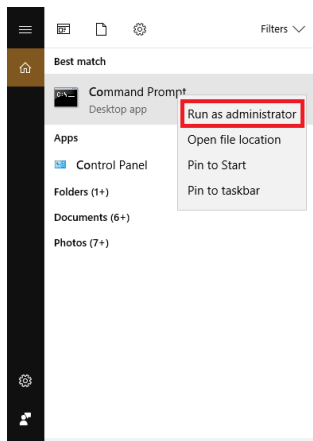 Filters
Best match
Command Prompt
Desktop app
Run as administrator
Open file location
Pin to Start
Pin to taskbar
Apps
Control Panel
Folders (1+)
Documents (6+)
Photos (7+)